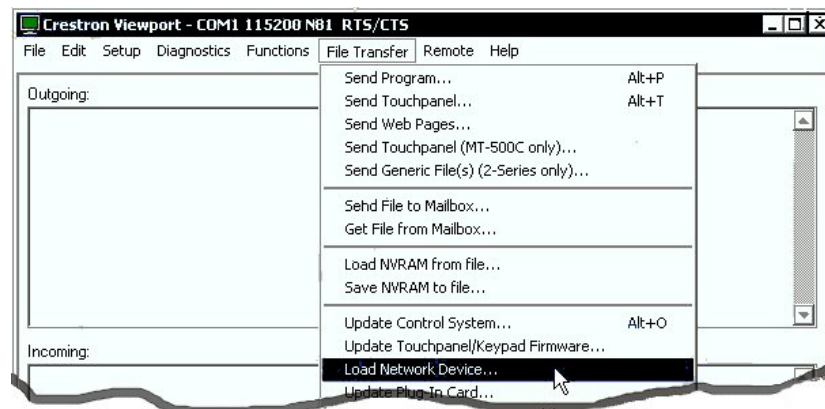 Crestron Viewport - COM1 115200 N81 RTS/CTS
File Edit Setup Diagnostics Functions File Transfer Remote Help
Outgoing:
Send Program... Alt+P
Send Touchpanel... Alt+T
Send Web Pages...
Send Touchpanel (MT-500C only)...
Send Generic File(s) (2-Series only)...
Send File to Mailbox...
Get File from Mailbox...
Load NVRAM from file...
Save NVRAM to file...
Update Control System... Alt+O
Update Touchpanel/Keypad Firmware...
Incoming:
Load Network Device...
Update Plug-In Card...